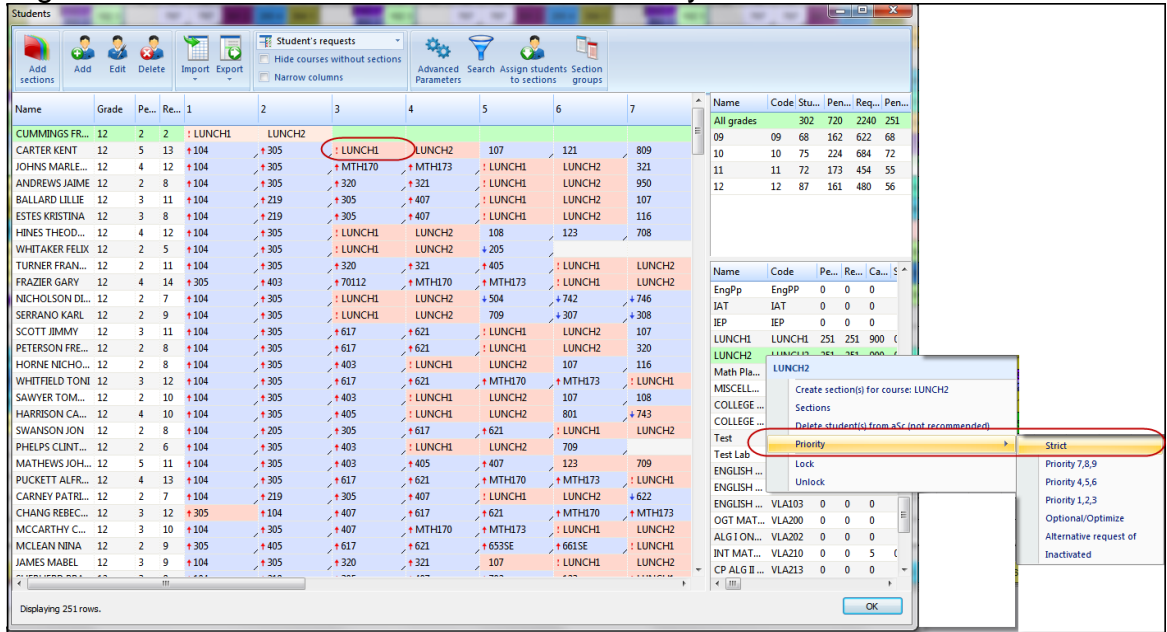 Students
Add sections
Add
Edit
Delete
Import
Export
Student's requests
Hide courses without sections
Narrow columns
Advanced Parameters
Search
Assign students to sections
Section groups
Name Grade Pe... Re... 1 2 3 4 5 6 7
CUMMINGS FR... 12 2 2 ! LUNCH1 LUNCH2
CARTER KENT 12 5 13 ↑104 ↑305 ! LUNCH1 LUNCH2 107 121 809
JOHNS MARLE... 12 4 12 ↑104 ↑305 ↑MTH170 ↑MTH173 ! LUNCH1 LUNCH2 321
ANDREWS JAIME 12 2 8 ↑104 ↑305 ↑320 ↑321 ! LUNCH1 LUNCH2 950
BALLARD LILLIE 12 3 11 ↑104 ↑219 ↑305 ↑407 ! LUNCH1 LUNCH2 107
ESTES KRISTINA 12 3 8 ↑104 ↑219 ↑305 ↑407 ! LUNCH1 LUNCH2 116
HINES THEOD... 12 4 12 ↑104 ↑305 ! LUNCH1 LUNCH2 108 123 708
WHITAKER FELIX 12 2 5 ↑104 ↑305 ! LUNCH1 LUNCH2 ↓205
TURNER FRAN... 12 2 11 ↑104 ↑305 ↑320 ↑321 ↑405 ! LUNCH1 LUNCH2
FRAZIER GARY 12 4 14 ↑305 ↑403 ↑70112 ↑MTH170 ↑MTH173 ! LUNCH1 LUNCH2
NICHOLSON DI... 12 2 7 ↑104 ↑305 ! LUNCH1 LUNCH2 ↓504 ↓742 ↓746
SERRANO KARL 12 2 9 ↑104 ↑305 ! LUNCH1 LUNCH2 709 ↓307 ↓308
SCOTT JIMMY 12 3 11 ↑104 ↑305 ↑617 ↑621 ! LUNCH1 LUNCH2 107
PETERSON FRE... 12 2 8 ↑104 ↑305 ↑617 ↑621 ! LUNCH1 LUNCH2 320
HORNE NICHO... 12 2 8 ↑104 ↑305 ↑403 ! LUNCH1 LUNCH2 107 116
WHITFIELD TONI 12 3 12 ↑104 ↑305 ↑617 ↑621 ↑MTH170 ↑MTH173 ! LUNCH1
SAWYER TOM... 12 2 10 ↑104 ↑305 ↑403 ! LUNCH1 LUNCH2 107 108
HARRISON CA... 12 4 10 ↑104 ↑305 ↑405 ! LUNCH1 LUNCH2 801 ↓743
SWANSON JON 12 2 8 ↑104 ↑205 ↑305 ↑617 ↑621 ! LUNCH1 LUNCH2
PHELPS CLINT... 12 2 6 ↑104 ↑305 ↑403 ! LUNCH1 LUNCH2 709
MATHEWS JOH... 12 5 11 ↑104 ↑305 ↑403 ↑405 ↑407 123 709
PUCKETT ALFR... 12 4 13 ↑104 ↑305 ↑617 ↑621 ↑MTH170 ↑MTH173 ! LUNCH1
CARNEY PATRI... 12 2 7 ↑104 ↑219 ↑305 ↑407 ! LUNCH1 LUNCH2 ↓622
CHANG REBEC... 12 3 12 ↑305 ↑104 ↑407 ↑617 ↑621 ↑MTH170 ↑MTH173
MCCARTHY C... 12 3 10 ↑104 ↑305 ↑407 ↑MTH170 ↑MTH173 ! LUNCH1 LUNCH2
MCLEAN NINA 12 2 9 ↑305 ↑405 ↑617 ↑621 ↑653SE ↑661SE ! LUNCH1
JAMES MABEL 12 3 9 ↑104 ↑305 ↑320 ↑321 107 ! LUNCH1 LUNCH2
Displaying 251 rows.
Name Code Stu... Pen... Req... Pen...
All grades 302 720 2240 251
09 09 68 162 622 68
10 10 75 224 684 72
11 11 72 173 454 55
12 12 87 161 480 56
Name Code Pe... Re... Ca... S
EngPp EngPP 0 0 0
IAT IAT 0 0 0
IEP IEP 0 0 0
LUNCH1 LUNCH1 251 251 900
LUNCH2 LUNCH2 251 251 900
Math Pla...
MISCELL...
COLLEGE ...
COLLEGE ...
Test
Test Lab
ENGLISH ...
ENGLISH ...
ENGLISH ... VLA103 0 0 0
OGT MAT... VLA200 0 0 0
ALG I ON... VLA202 0 0 0
INT MAT... VLA210 0 0 5
CP ALG II ... VLA213 0 0 0
OK
LUNCH2
Create section(s) for course: LUNCH2
Sections
Delete student(s) from aSc (not recommended)
Priority
Lock
Unlock
Strict
Priority 7,8,9
Priority 4,5,6
Priority 1,2,3
Optional/Optimize
Alternative request of
Inactivated